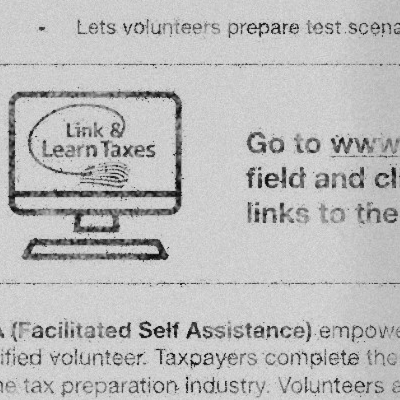 - Lets volunteers prepare test scena
Link &
Learn Taxes
Go to www
field and cl
links to the
A (Facilitated Self Assistance) empowe
ified volunteer. Taxpayers complete the
he tax preparation industry. Volunteers a